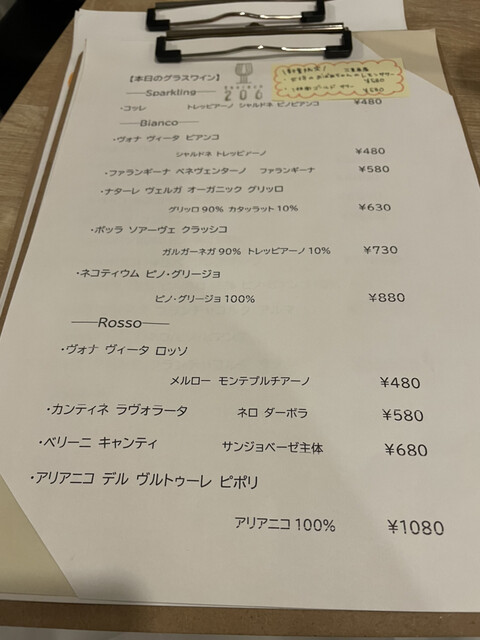 【本日のグラスワイン】
200
Sparkling
・コッレ トレッビアーノ シャルドネ ピノビアンコ ¥480
Bianco
・ヴォナ ヴィータ ビアンコ
シャルドネ トレッビアーノ ¥480
・ファランギーナ ベネヴェンターノ ファランギーナ ¥580
・ナターレ ヴェルガ オーガニック グリッロ
グリッロ 90% カタッラット 10% ¥630
・ボッラ ソアーヴェ クラッシコ
ガルガーネガ 90% トレッビアーノ 10% ¥730
・ネコティウム ピノ・グリージョ
ピノ・グリージョ 100% ¥880
Rosso
・ヴォナ ヴィータ ロッソ
メルロー モンテプルチアーノ ¥480
・カンティネ ラヴォラータ ネロ ダーボラ ¥580
・ベリーニ キャンティ サンジョベーゼ主体 ¥680
・アリアニコ デル ヴルトゥーレ ピポリ
アリアニコ 100% ¥1080